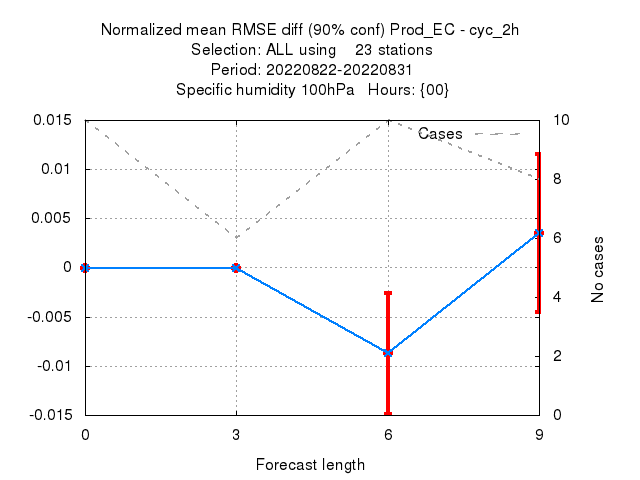 Normalized mean RMSE diff (90% conf) Prod_EC - cyc_2h
Selection: ALL using    23 stations
Period: 20220822-20220831
Specific humidity 100hPa   Hours: {00}
0.015
0.01
0.005
0
-0.005
-0.01
-0.015
Cases
10
8
6
4
2
0
No cases
0 3 6 9
Forecast length